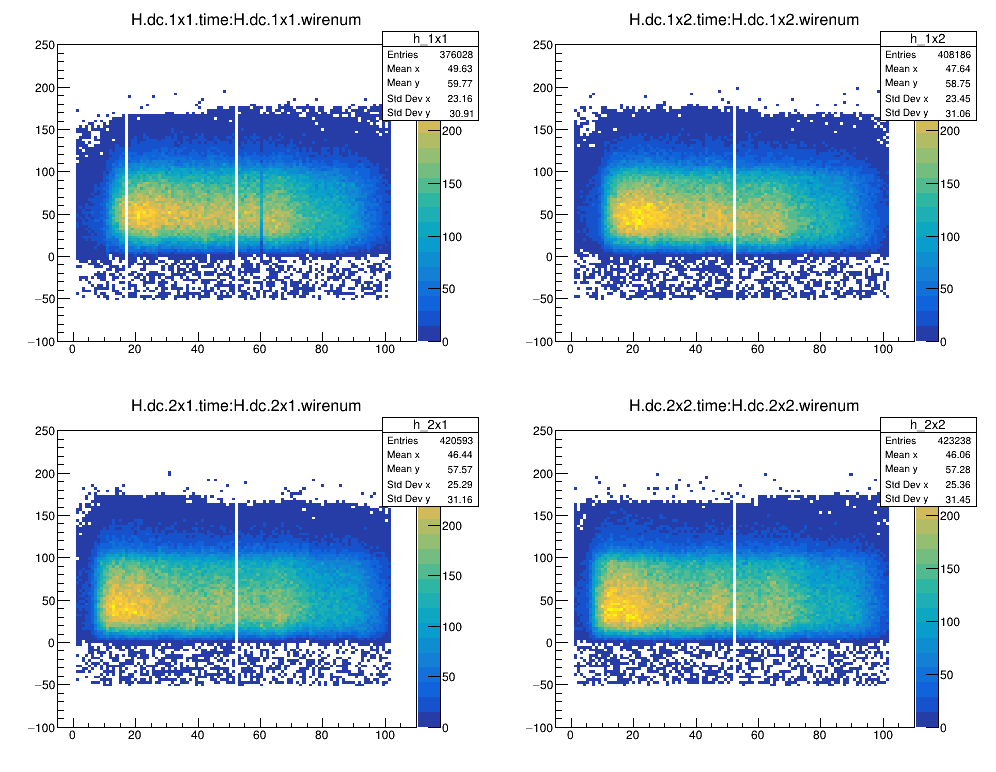 H.dc.1x1.time:H.dc.1x1.wirenum
h_1x1
Entries 376028
Mean x 49.63
Mean y 59.77
Std Dev x 23.16
Std Dev y 30.91
250
200
150
100
50
0
−50
−100
0 20 40 60 80 100
200
150
100
50
0
H.dc.1x2.time:H.dc.1x2.wirenum
h_1x2
Entries 408186
Mean x 47.64
Mean y 58.75
Std Dev x 23.45
Std Dev y 31.06
250
200
150
100
50
0
−50
−100
0 20 40 60 80 100
200
150
100
50
0
H.dc.2x1.time:H.dc.2x1.wirenum
h_2x1
Entries 420593
Mean x 46.44
Mean y 57.57
Std Dev x 25.29
Std Dev y 31.16
250
200
150
100
50
0
−50
−100
0 20 40 60 80 100
200
150
100
50
0
H.dc.2x2.time:H.dc.2x2.wirenum
h_2x2
Entries 423238
Mean x 46.06
Mean y 57.28
Std Dev x 25.36
Std Dev y 31.45
250
200
150
100
50
0
−50
−100
0 20 40 60 80 100
200
150
100
50
0